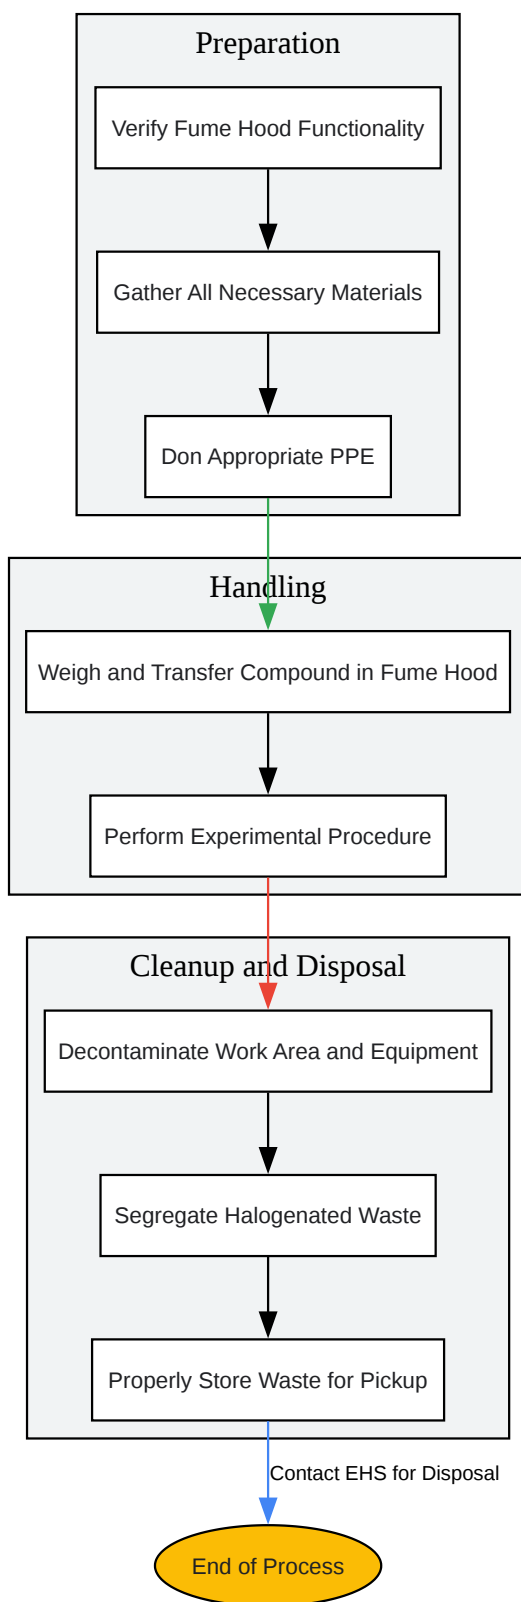 Preparation
Verify Fume Hood Functionality
Gather All Necessary Materials
Don Appropriate PPE
Handling
Weigh and Transfer Compound in Fume Hood
Perform Experimental Procedure
Cleanup and Disposal
Decontaminate Work Area and Equipment
Segregate Halogenated Waste
Properly Store Waste for Pickup
Contact EHS for Disposal
End of Process